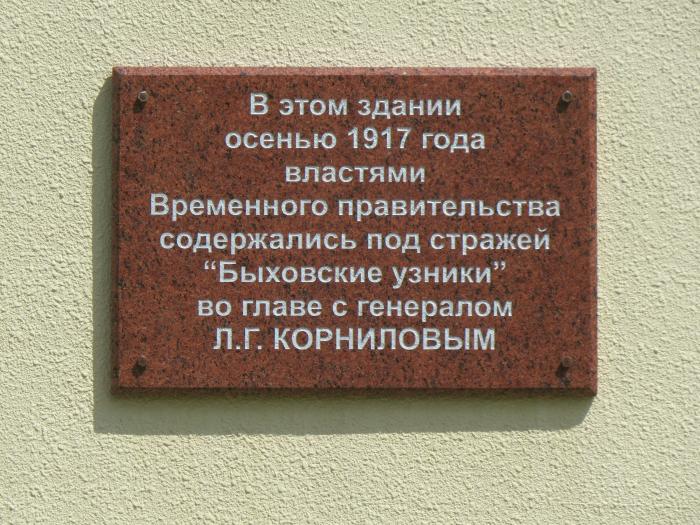 В этом здании
осенью 1917 года
властями
Временного правительства
содержались под стражей
“Быховские узники”
во главе с генералом
Л.Г. КОРНИЛОВЫМ